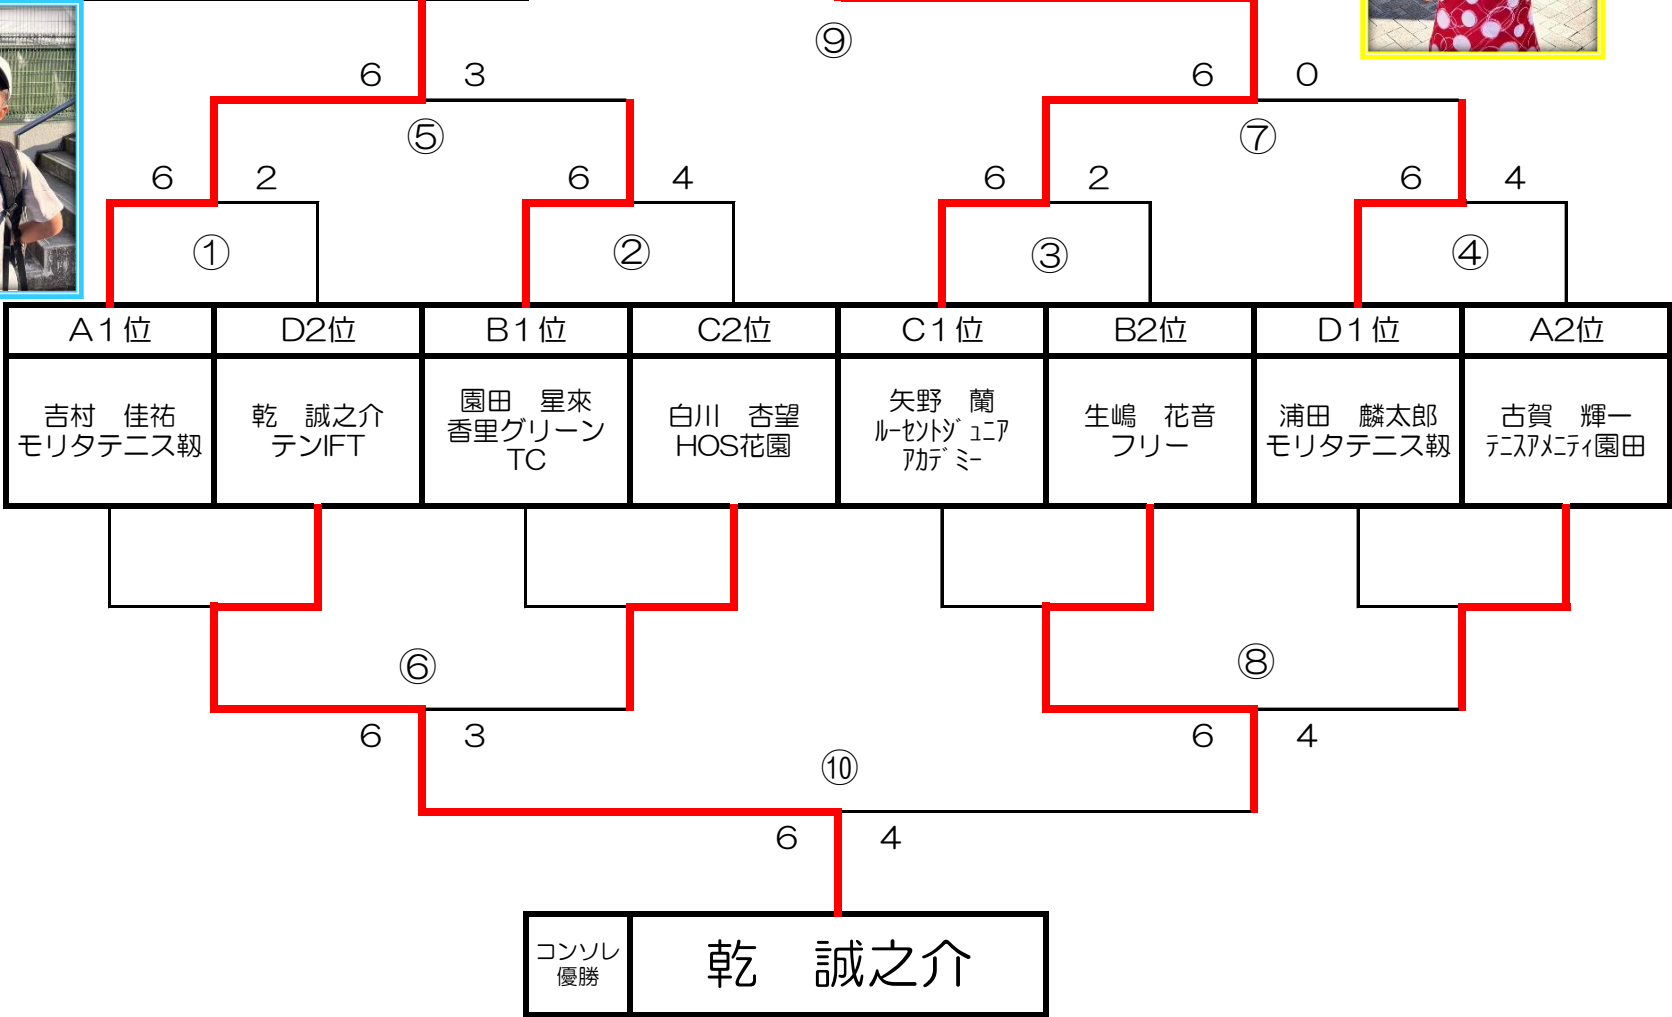 ⑨
6 3 6 0
⑤ ⑦
6 2 6 4 6 2 6 4
① ② ③ ④
A1位 D2位 B1位 C2位 C1位 B2位 D1位 A2位
吉村 佳祐
モリタテニス靱
乾 誠之介
テンIFT
園田 星來
香里グリーン
TC
白川 杏望
HOS花園
矢野 蘭
ルーセントジュニア
アカデミー
生嶋 花音
フリー
浦田 麟太郎
モリタテニス靱
古賀 輝一
テニスアメニティ園田
⑥ ⑧
6 3 6 4
⑩
6 4
コンソレ
優勝
乾 誠之介